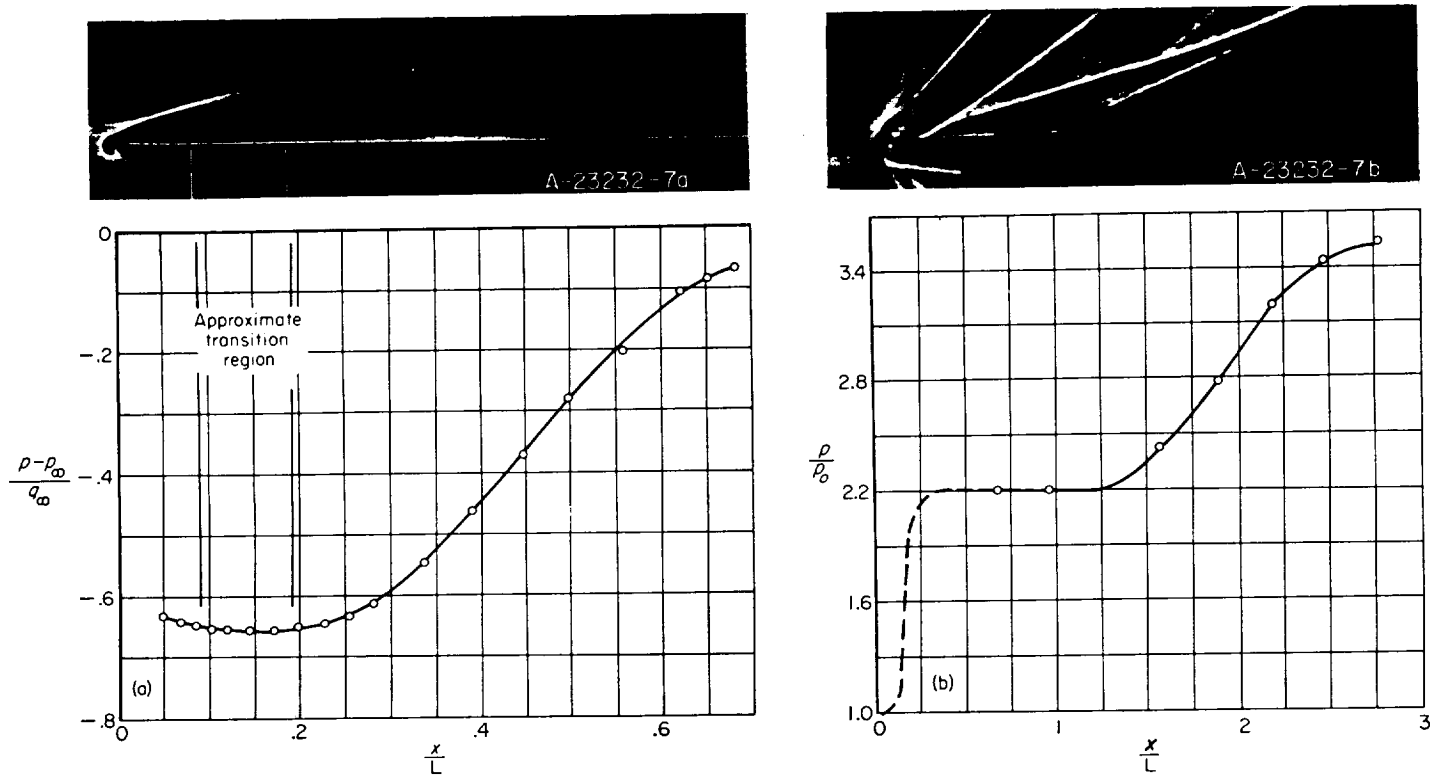 A-23232-7a
A-23232-7b
0
-.2
-.4
-.6
-.8
p-p∞
q∞
Approximate
transition
region
(a)
0
.2
.4
.6
x
L
3.4
2.8
2.2
1.6
1.0
p
p₀
(b)
0
1
2
3
x
L